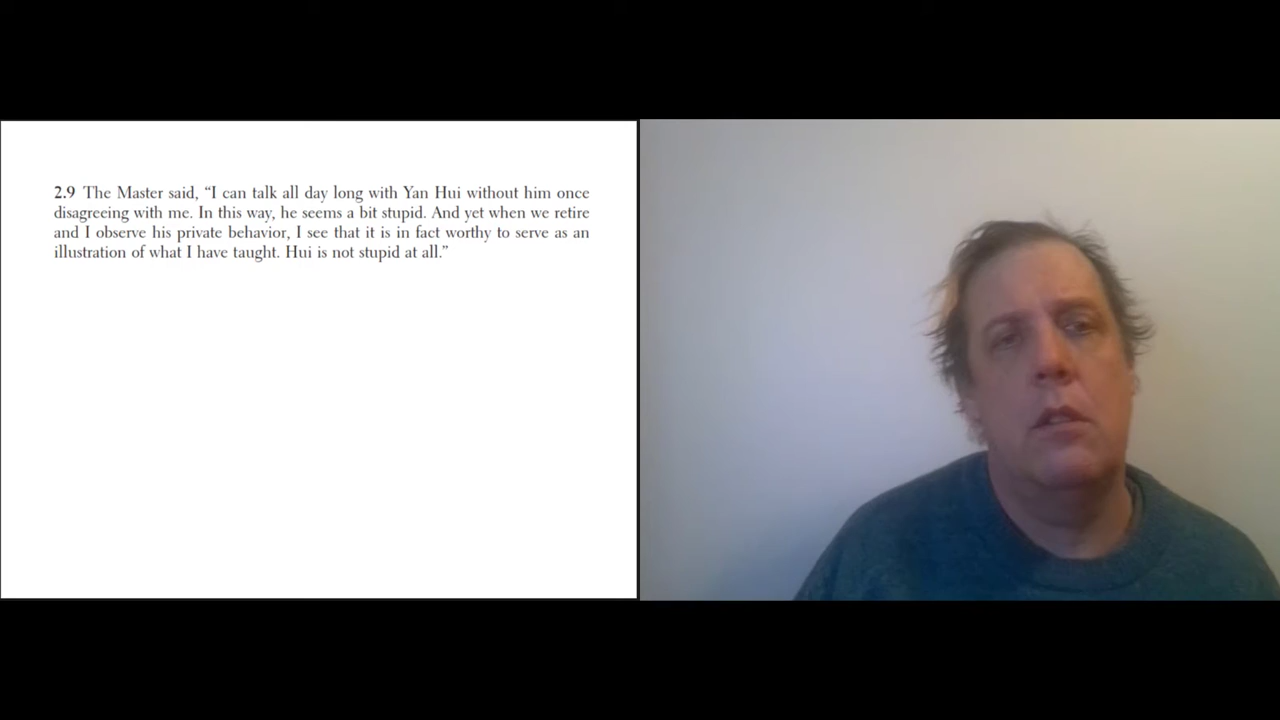 2.9 The Master said, “I can talk all day long with Yan Hui without him once
disagreeing with me. In this way, he seems a bit stupid. And yet when we retire
and I observe his private behavior, I see that it is in fact worthy to serve as an
illustration of what I have taught. Hui is not stupid at all.”